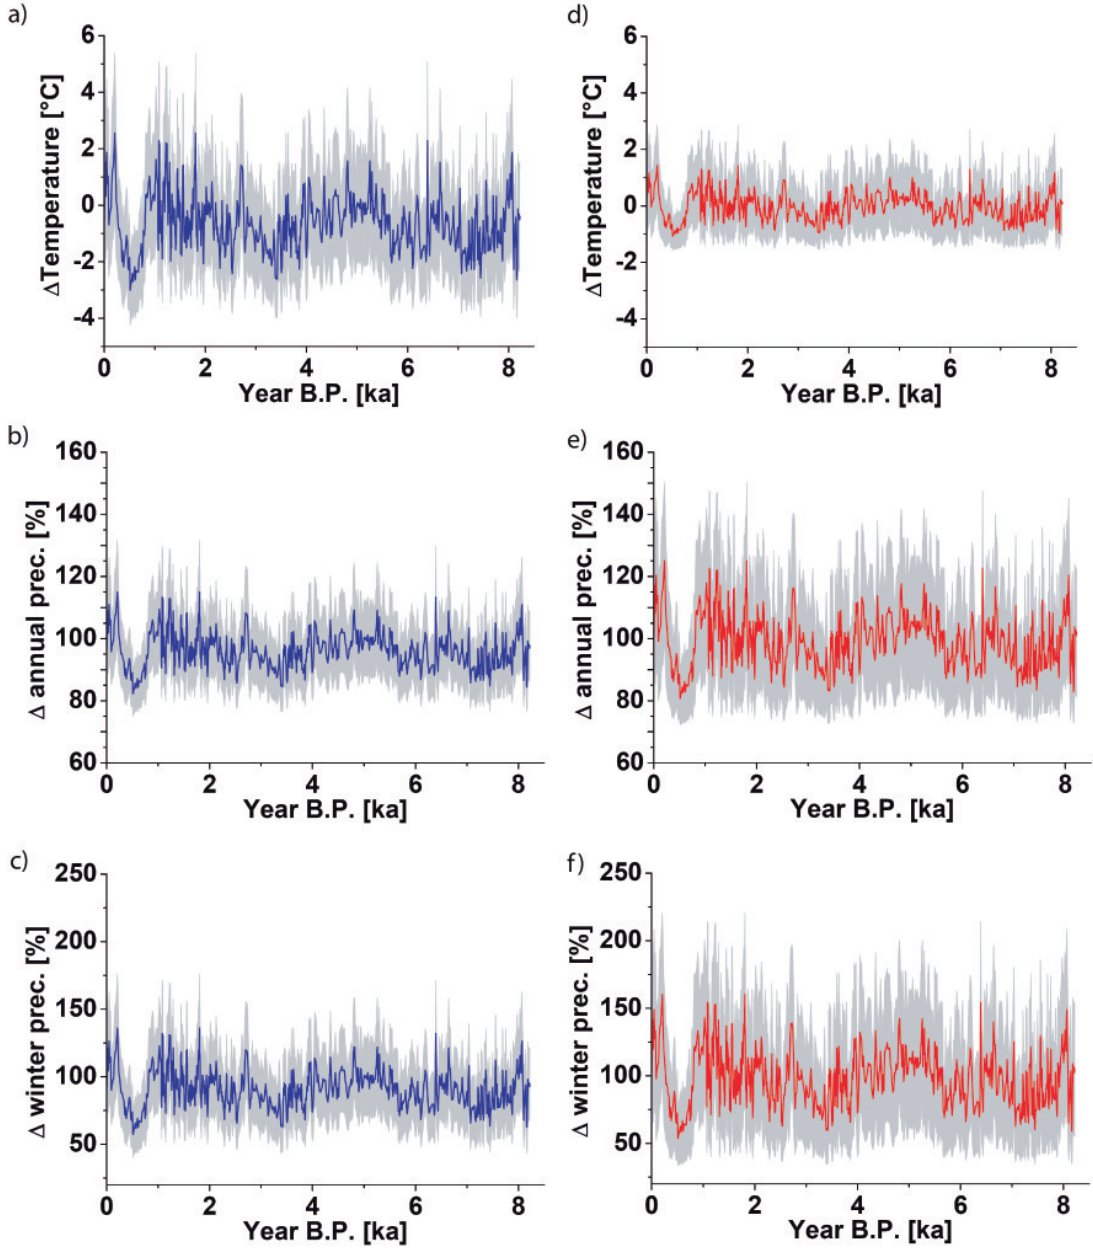 a)
6
4
2
0
-2
-4
0 2 4 6 8
Δ Temperature [°C]
Year B.P. [ka]
d)
6
4
2
0
-2
-4
0 2 4 6 8
Δ Temperature [°C]
Year B.P. [ka]
b)
160
140
120
100
80
60
0 2 4 6 8
Δ annual prec. [%]
Year B.P. [ka]
e)
160
140
120
100
80
60
0 2 4 6 8
Δ annual prec. [%]
Year B.P. [ka]
c)
250
200
150
100
50
0 2 4 6 8
Δ winter prec. [%]
Year B.P. [ka]
f)
250
200
150
100
50
0 2 4 6 8
Δ winter prec. [%]
Year B.P. [ka]